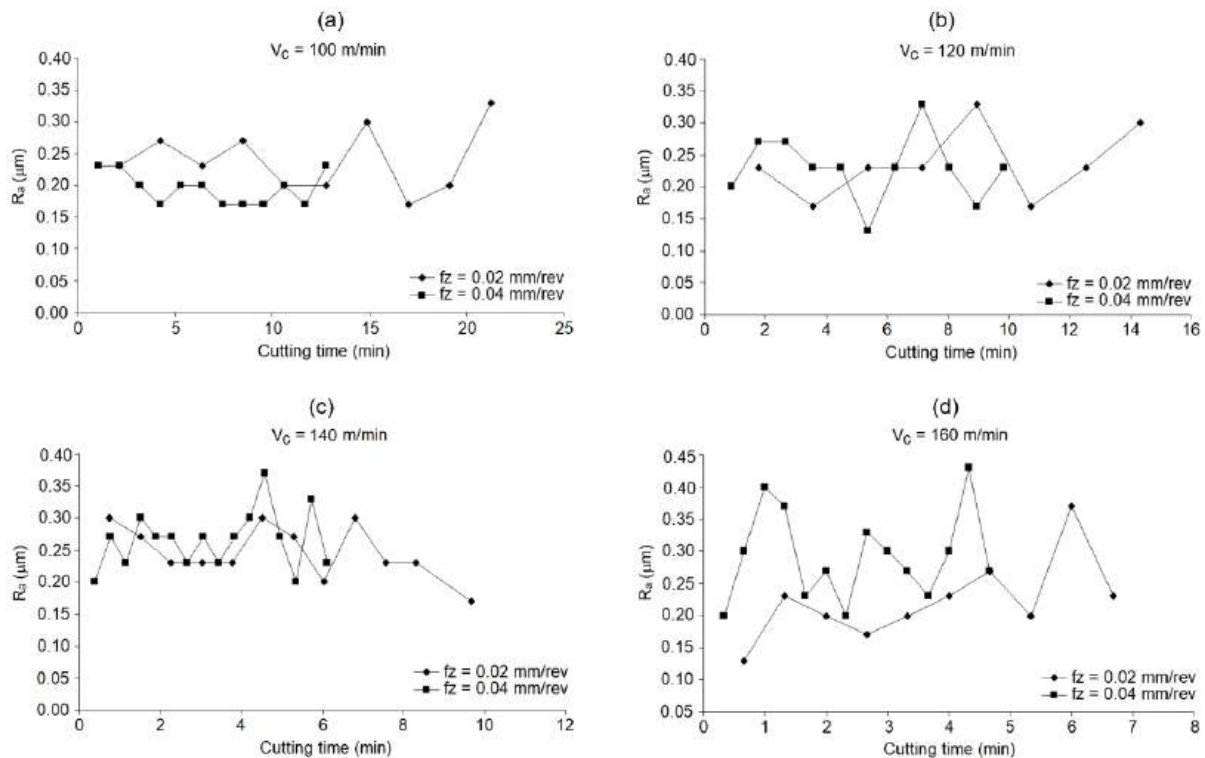 (a)
V_C = 100 m/min
0.40
0.35
0.30
0.25
0.20
0.15
0.10
0.05
0.00
R_a (μm)
fz = 0.02 mm/rev
fz = 0.04 mm/rev
0 5 10 15 20 25
Cutting time (min)
(b)
V_C = 120 m/min
0.40
0.35
0.30
0.25
0.20
0.15
0.10
0.05
0.00
R_a (μm)
fz = 0.02 mm/rev
fz = 0.04 mm/rev
0 2 4 6 8 10 12 14 16
Cutting time (min)
(c)
V_C = 140 m/min
0.40
0.35
0.30
0.25
0.20
0.15
0.10
0.05
0.00
R_a (μm)
fz = 0.02 mm/rev
fz = 0.04 mm/rev
0 2 4 6 8 10 12
Cutting time (min)
(d)
V_C = 160 m/min
0.45
0.40
0.35
0.30
0.25
0.20
0.15
0.10
0.05
R_a (μm)
fz = 0.02 mm/rev
fz = 0.04 mm/rev
0 1 2 3 4 5 6 7 8
Cutting time (min)